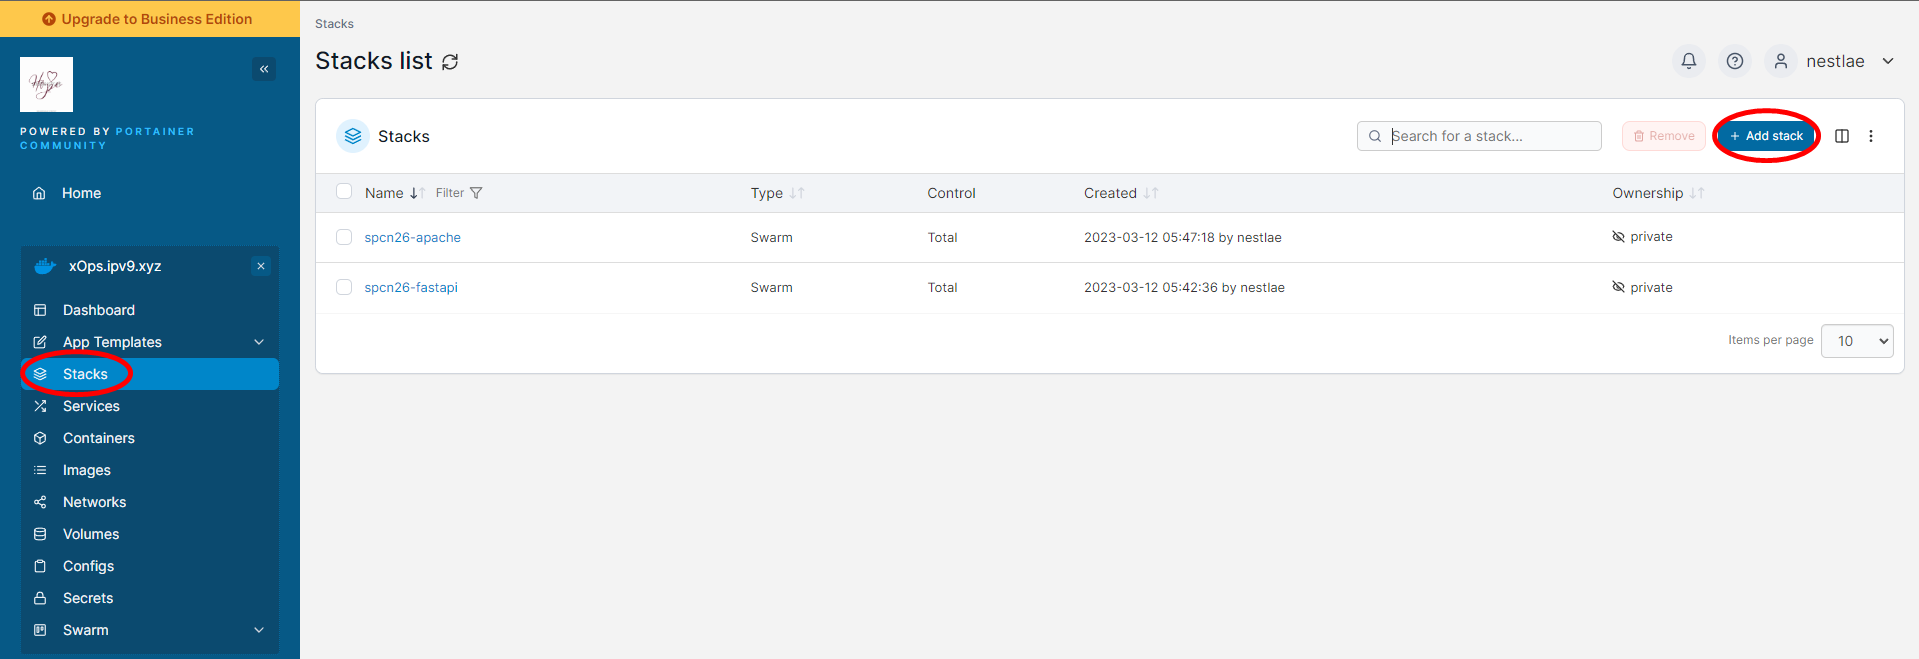 Upgrade to Business Edition
Hope
POWERED BY PORTAINER
COMMUNITY
Home
xOps.ipv9.xyz
Dashboard
App Templates
Stacks
Services
Containers
Images
Networks
Volumes
Configs
Secrets
Swarm
Stacks
Stacks list
nestlae
Stacks
Search for a stack...
Remove
+ Add stack
Name Filter Type Control Created Ownership
spcn26-apache Swarm Total 2023-03-12 05:47:18 by nestlae private
spcn26-fastapi Swarm Total 2023-03-12 05:42:36 by nestlae private
Items per page 10